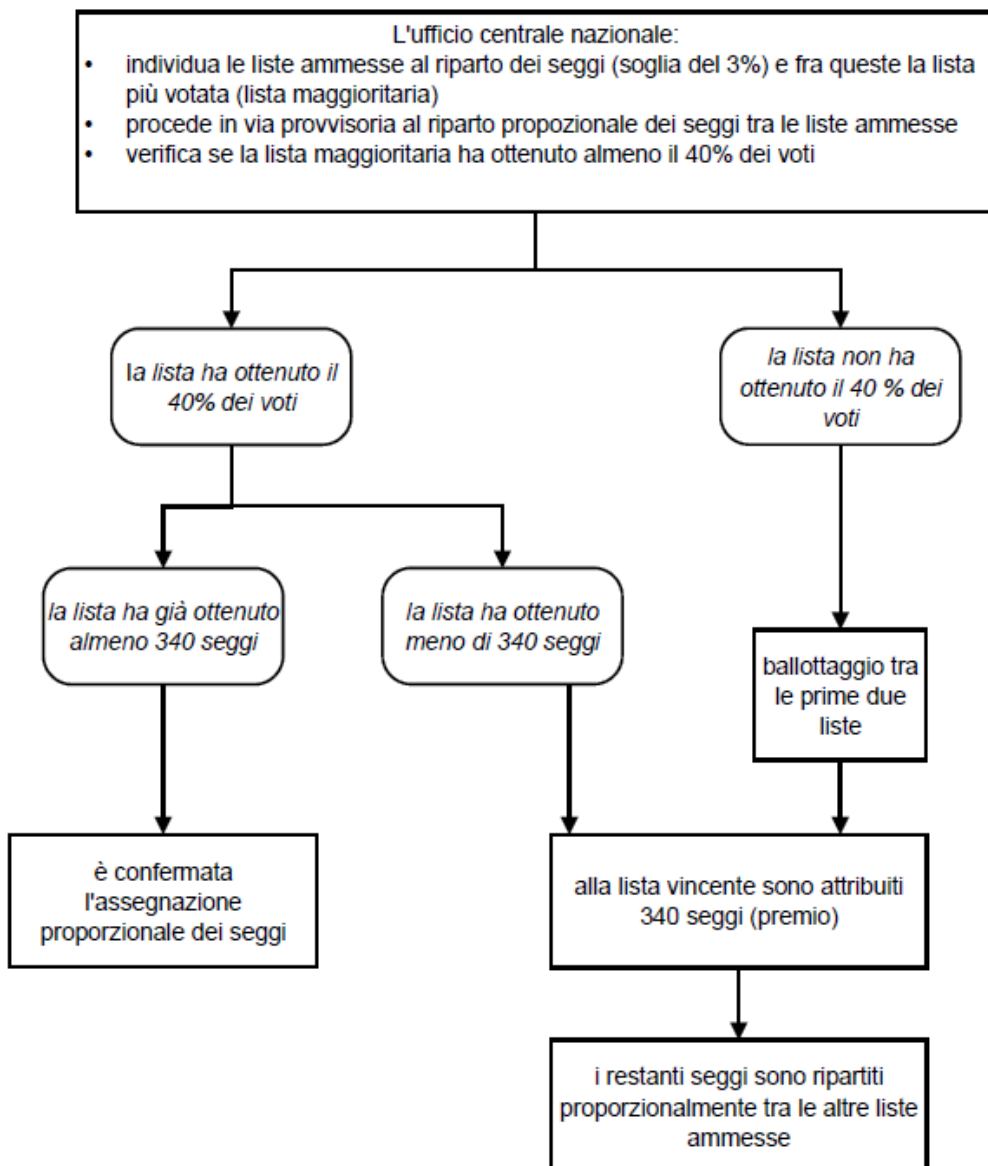 L'ufficio centrale nazionale:
• individua le liste ammesse al riparto dei seggi (soglia del 3%) e fra queste la lista
più votata (lista maggioritaria)
• procede in via provvisoria al riparto propozionale dei seggi tra le liste ammesse
• verifica se la lista maggioritaria ha ottenuto almeno il 40% dei voti
la lista ha ottenuto il
40% dei voti
la lista non ha
ottenuto il 40 % dei
voti
la lista ha già ottenuto
almeno 340 seggi
la lista ha ottenuto
meno di 340 seggi
ballottaggio tra
le prime due
liste
è confermata
l'assegnazione
proporzionale dei seggi
alla lista vincente sono attribuiti
340 seggi (premio)
i restanti seggi sono ripartiti
proporzionalmente tra le altre liste
ammesse